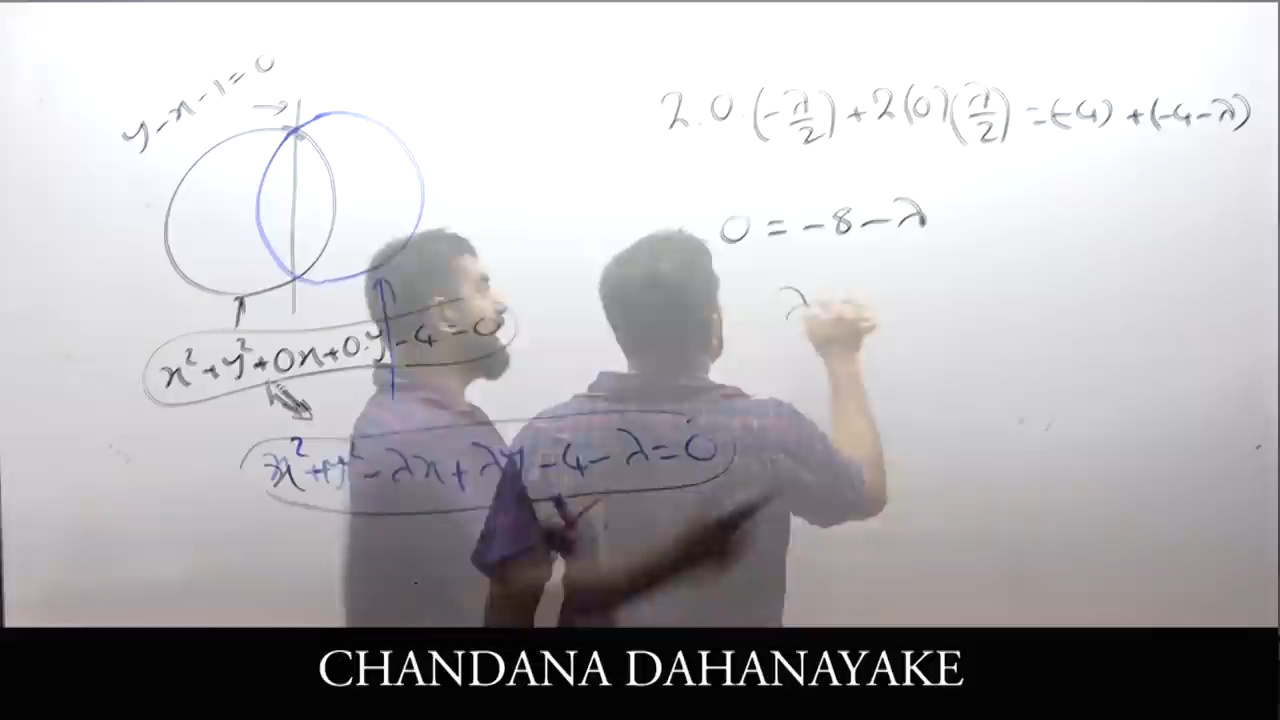 y - x - 1 = 0
2.0.(-λ/2) + 2(0)(λ/2) = (-4) + (-4-λ)
0 = -8 - λ
λ
x² + y² + 0x + 0.y - 4 = 0
x² + y² - λx + λy - 4 - λ = 0
CHANDANA DAHANAYAKE